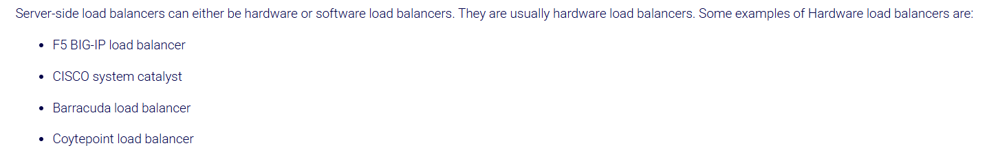 Server-side load balancers can either be hardware or software load balancers. They are usually hardware load balancers. Some examples of Hardware load balancers are:
• F5 BIG-IP load balancer
• CISCO system catalyst
• Barracuda load balancer
• Coytepoint load balancer